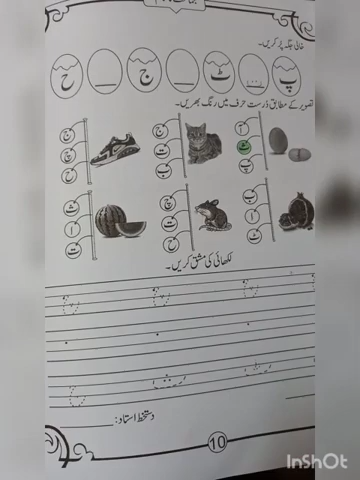 خالی جگہ پُر کریں۔
پ ٹ ج ح
تصویر کے مطابق درست حرف میں رنگ بھریں۔
آ ج ج
ث ت چ
پ ب ح
ب چ ث
ا ت ا
ٹ ح ت
لکھائی کی مشق کریں۔
دستخط استاد:
10
InShOt